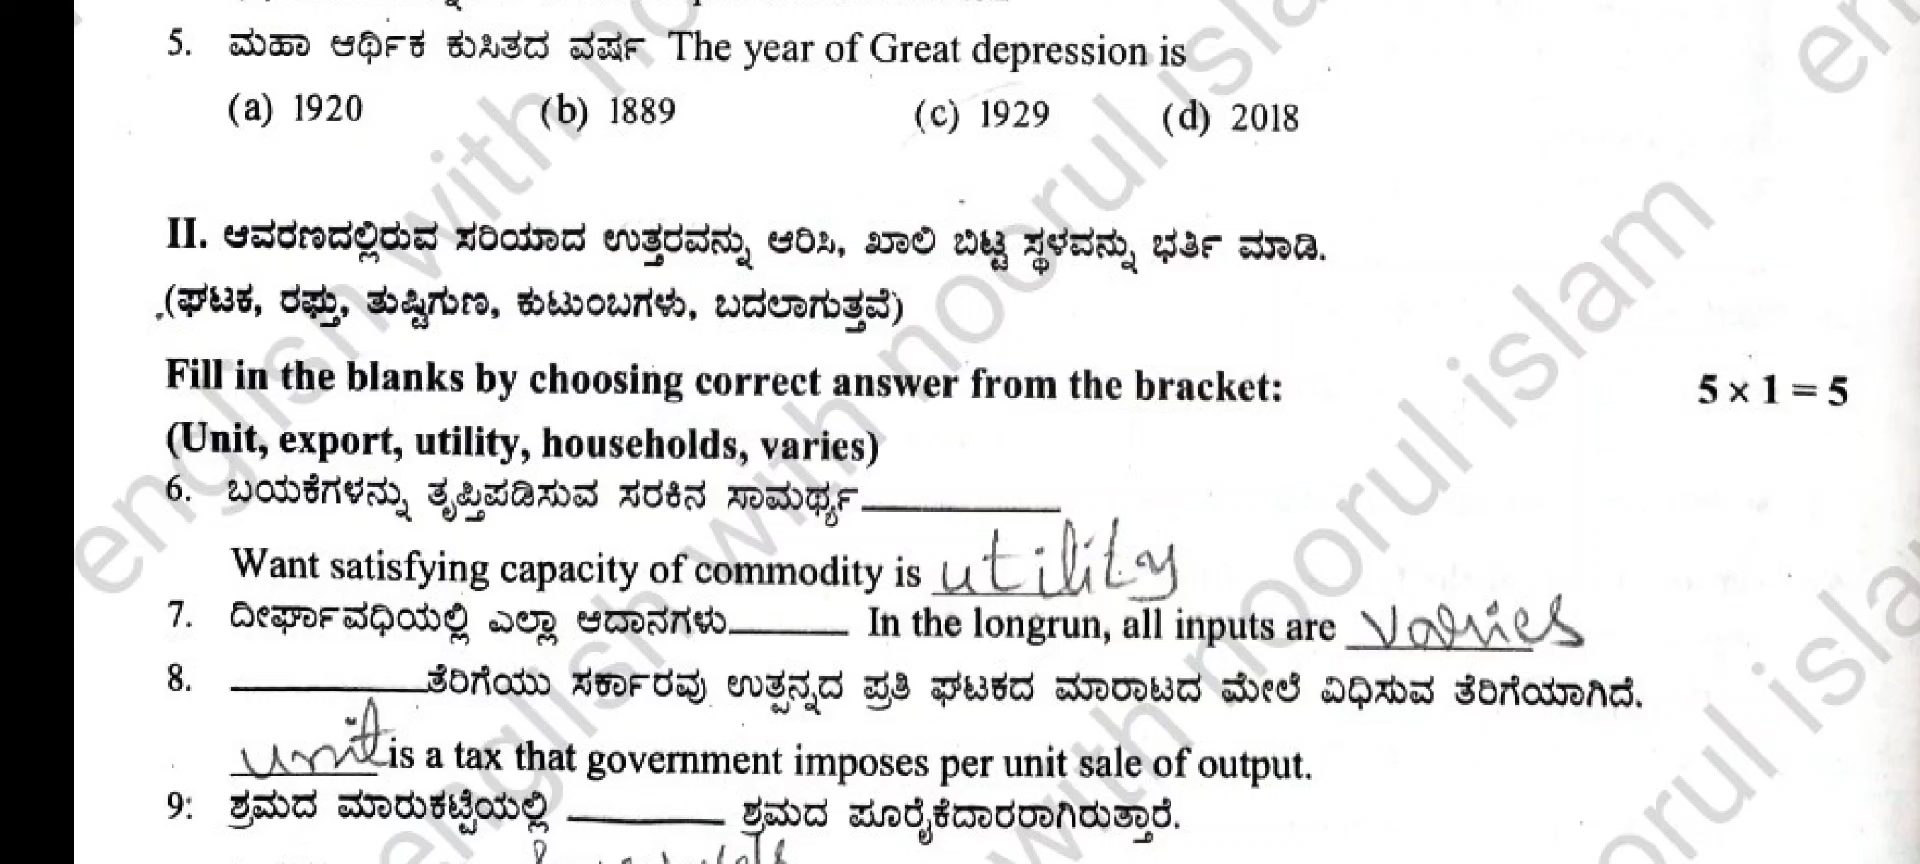 5. ಮಹಾ ಆರ್ಥಿಕ ಕುಸಿತದ ವರ್ಷ The year of Great depression is
(a) 1920 (b) 1889 (c) 1929 (d) 2018
II. ಆವರಣದಲ್ಲಿರುವ ಸರಿಯಾದ ಉತ್ತರವನ್ನು ಆರಿಸಿ, ಖಾಲಿ ಬಿಟ್ಟ ಸ್ಥಳವನ್ನು ಭರ್ತಿ ಮಾಡಿ.
(ಘಟಕ, ರಫ್ತು, ತುಷ್ಟಿಗುಣ, ಕುಟುಂಬಗಳು, ಬದಲಾಗುತ್ತವೆ)
Fill in the blanks by choosing correct answer from the bracket: 5 × 1 = 5
(Unit, export, utility, households, varies)
6. ಬಯಕೆಗಳನ್ನು ತೃಪ್ತಿಪಡಿಸುವ ಸರಕಿನ ಸಾಮರ್ಥ್ಯ
Want satisfying capacity of commodity is utility
7. ದೀರ್ಘಾವಧಿಯಲ್ಲಿ ಎಲ್ಲಾ ಆದಾನಗಳು In the longrun, all inputs are varies
8. ತೆರಿಗೆಯು ಸರ್ಕಾರವು ಉತ್ಪನ್ನದ ಪ್ರತಿ ಘಟಕದ ಮಾರಾಟದ ಮೇಲೆ ವಿಧಿಸುವ ತೆರಿಗೆಯಾಗಿದೆ.
unit is a tax that government imposes per unit sale of output.
9: ಶ್ರಮದ ಮಾರುಕಟ್ಟೆಯಲ್ಲಿ ಶ್ರಮದ ಪೂರೈಕೆದಾರರಾಗಿರುತ್ತಾರೆ.
english with noorul islam